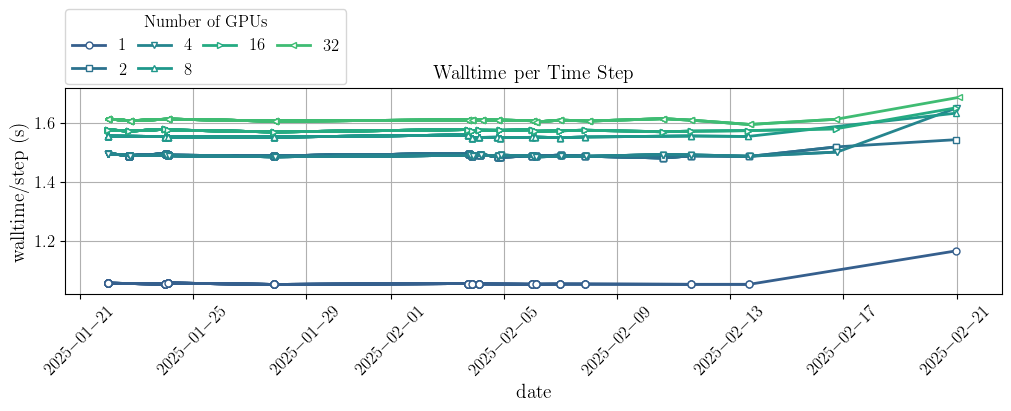 Number of GPUs
1 4 16 32
2 8
Walltime per Time Step
walltime/step (s)
1.6
1.4
1.2
2025−01−21 2025−01−25 2025−01−29 2025−02−01 2025−02−05 2025−02−09 2025−02−13 2025−02−17 2025−02−21
date